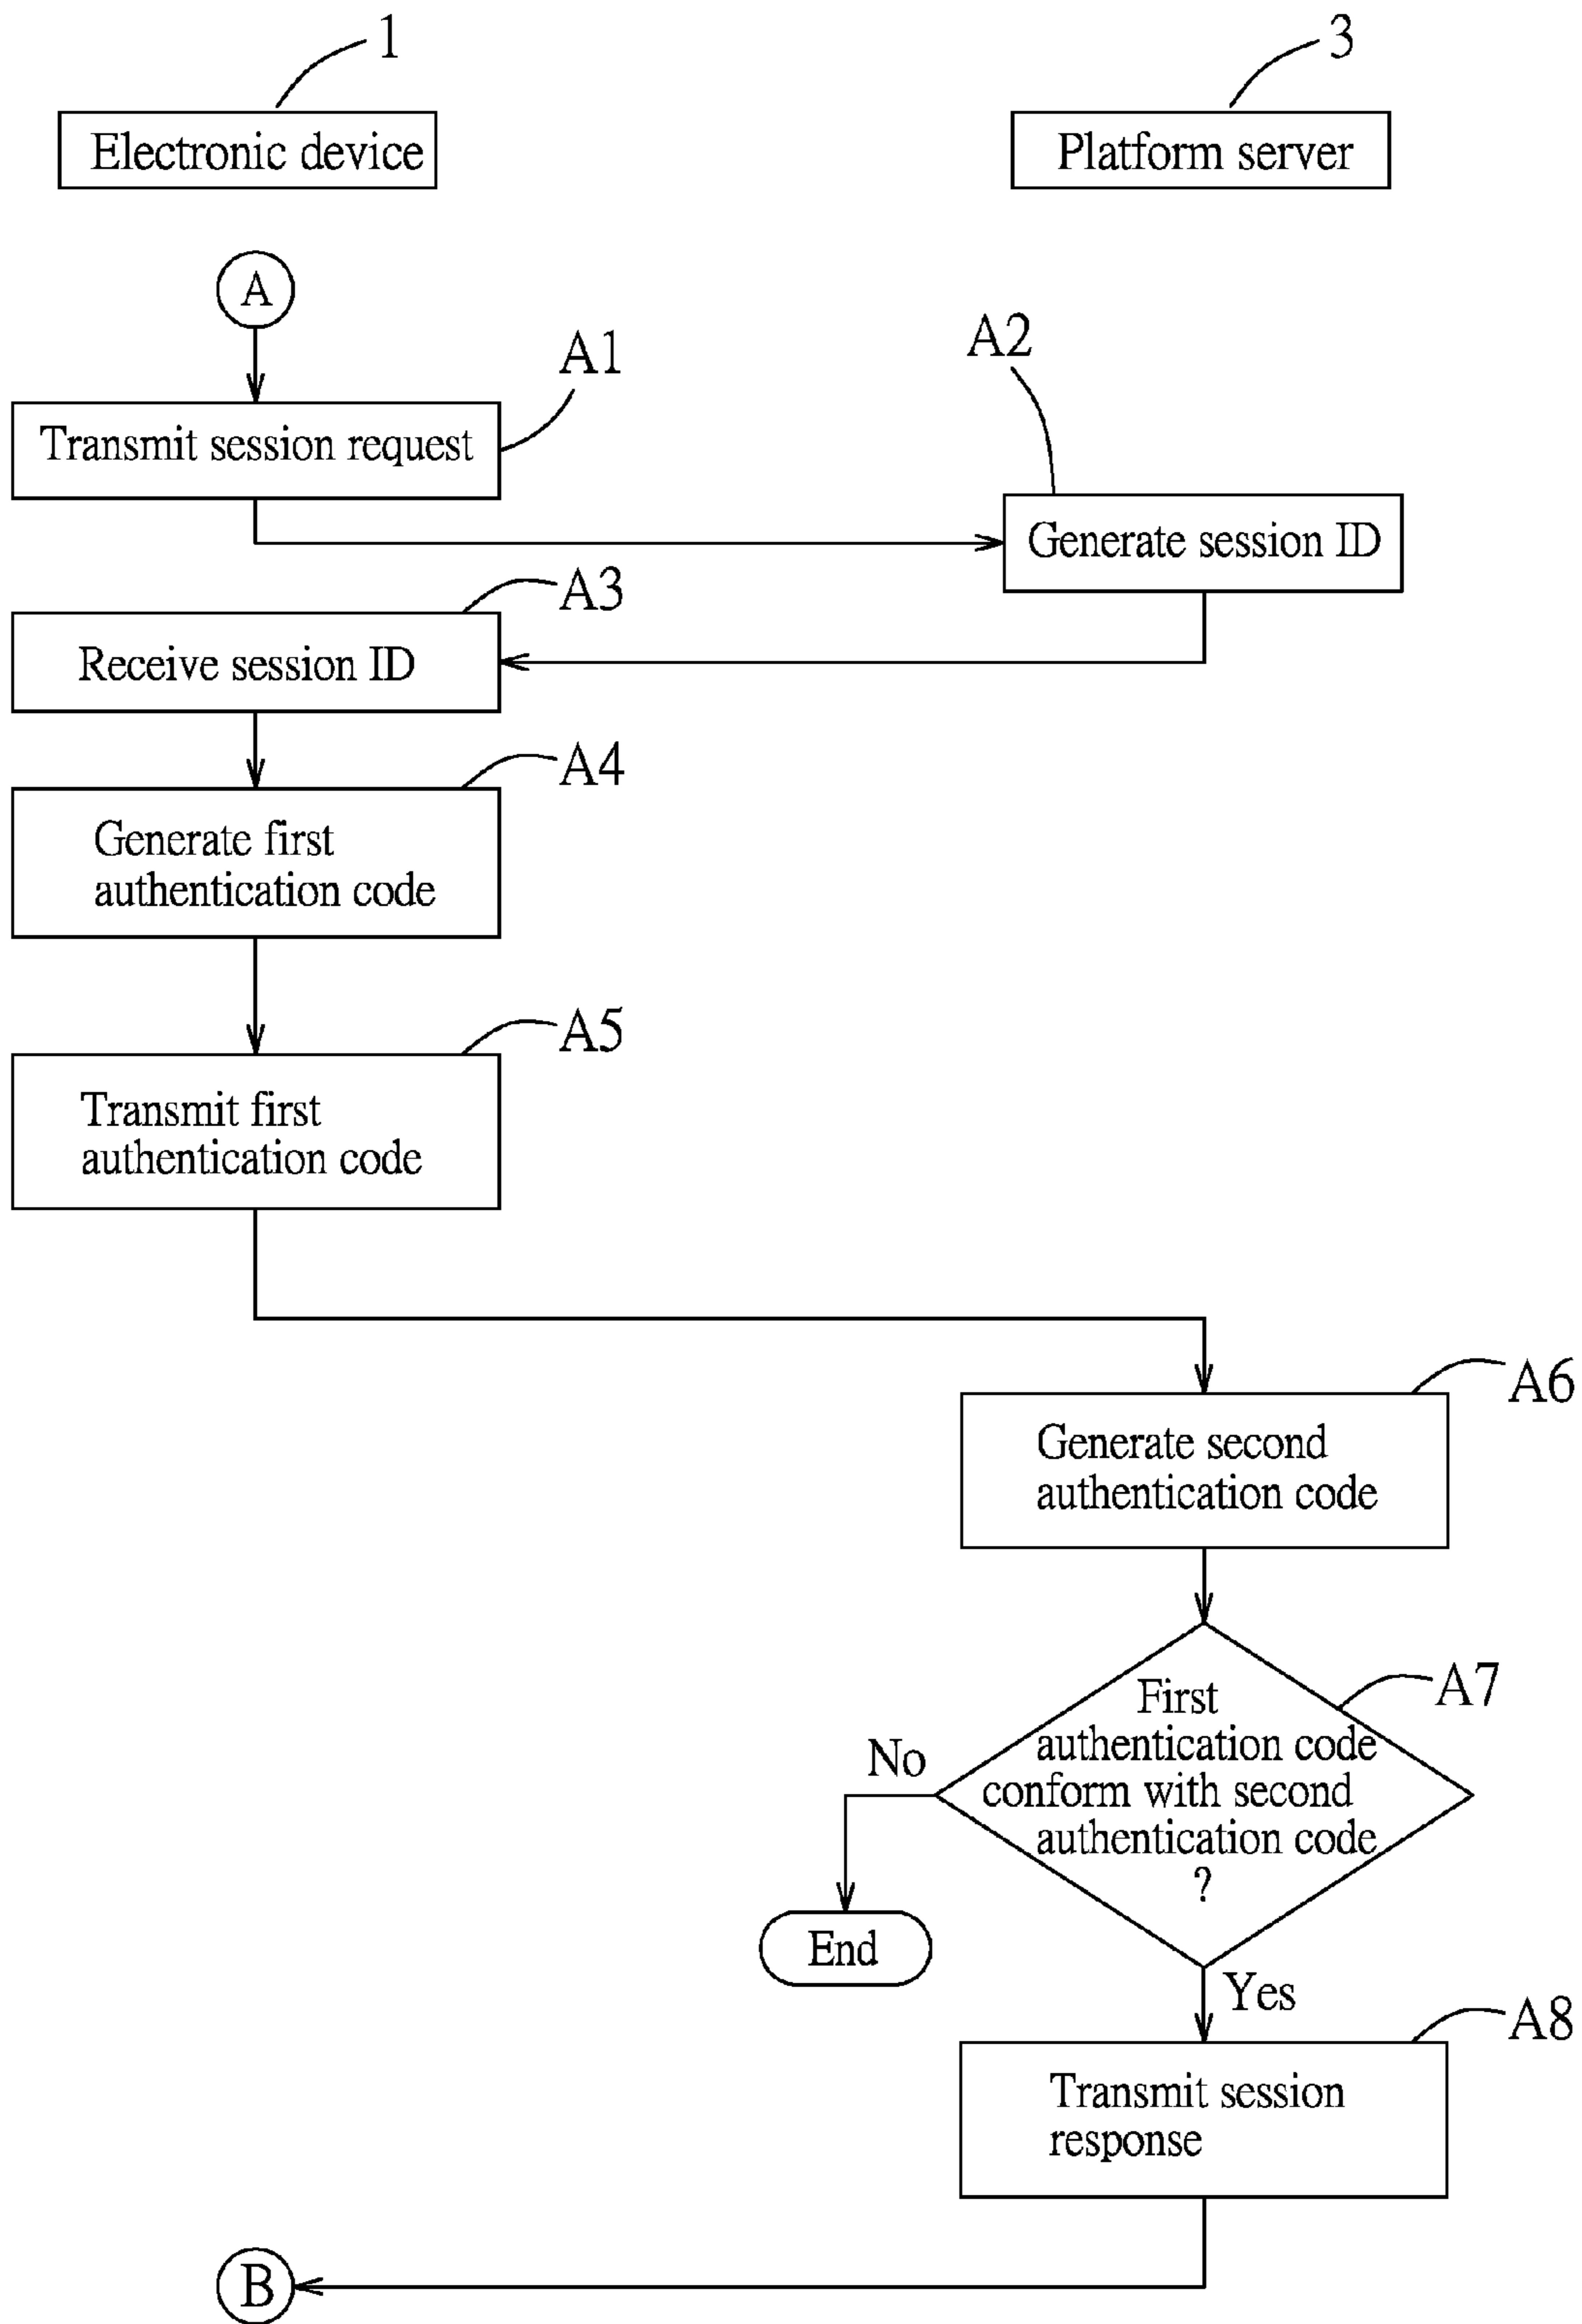 1
3
Electronic device
Platform server
A
A1
A2
Transmit session request
Generate session ID
A3
Receive session ID
A4
Generate first
authentication code
A5
Transmit first
authentication code
A6
Generate second
authentication code
A7
First
authentication code
conform with second
authentication code
?
No
End
Yes
A8
Transmit session
response
B